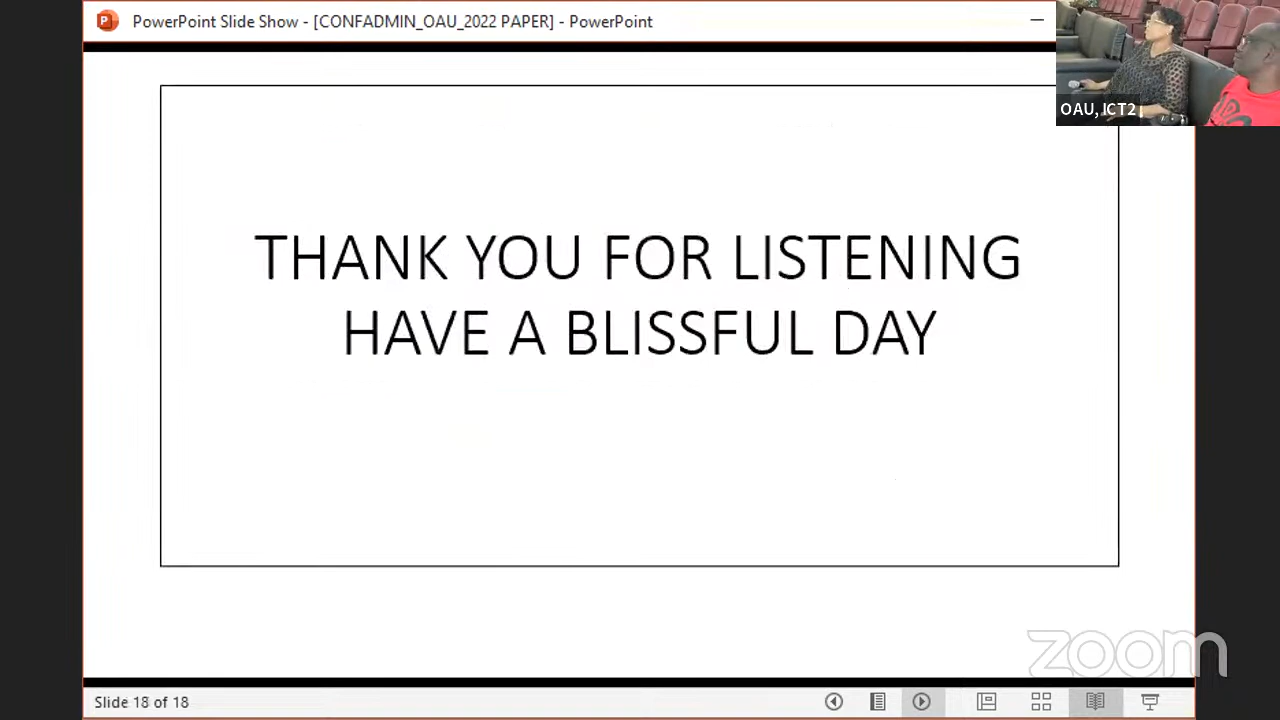 PowerPoint Slide Show - [CONFADMIN_OAU_2022 PAPER] - PowerPoint
OAU, ICT2
THANK YOU FOR LISTENING
HAVE A BLISSFUL DAY
zoom
Slide 18 of 18